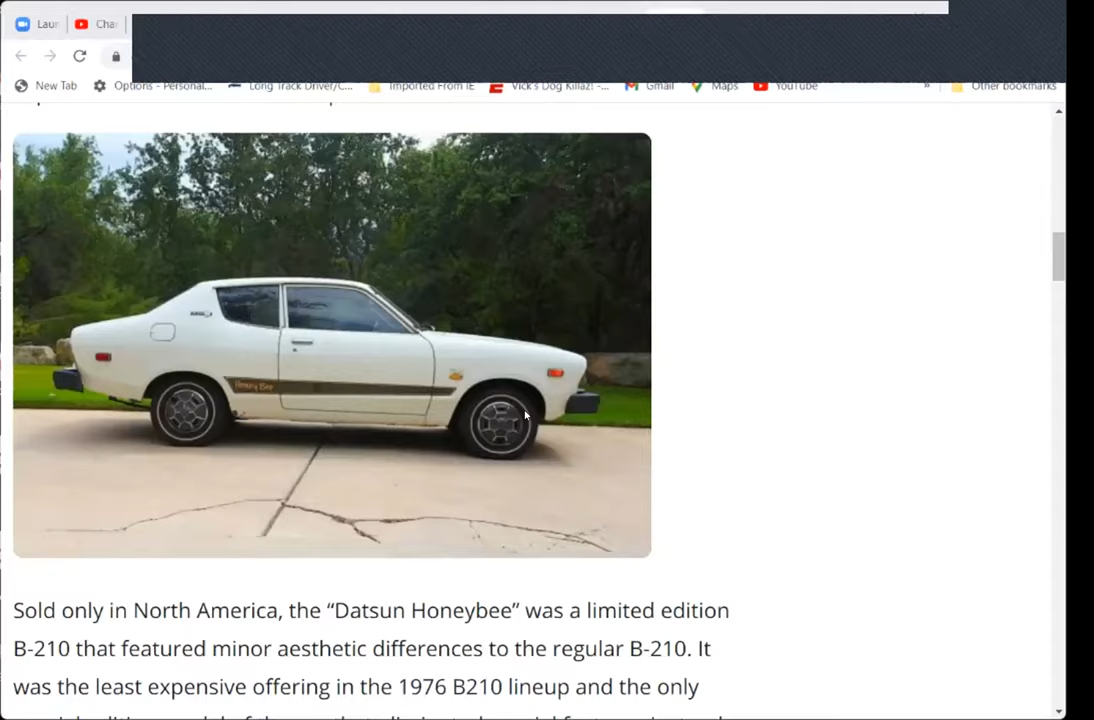 Laun
Cha
New Tab
Options - Personal...
Long Track Driver/C...
Imported From IE
Vick's Dog Killaz! -...
Gmail
Maps
YouTube
»
Other bookmarks
Honey Bee
Sold only in North America, the “Datsun Honeybee” was a limited edition
B-210 that featured minor aesthetic differences to the regular B-210. It
was the least expensive offering in the 1976 B210 lineup and the only